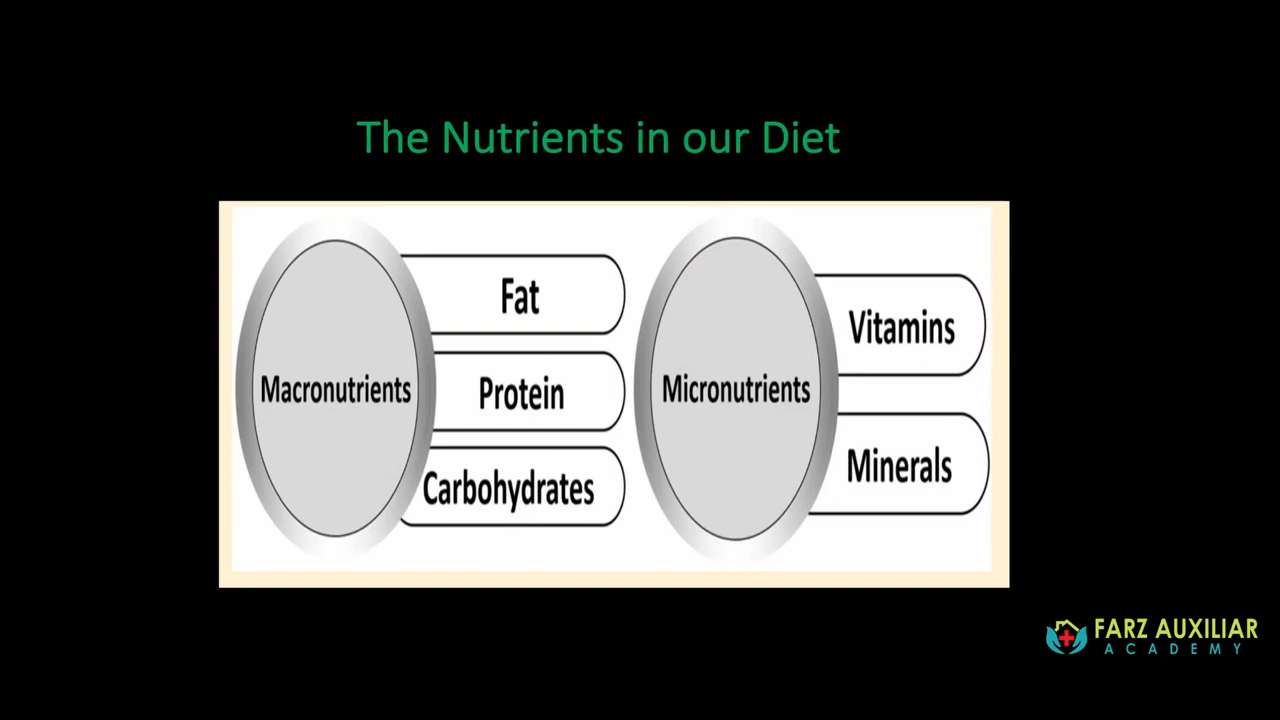 The Nutrients in our Diet
Macronutrients
Fat
Protein
Carbohydrates
Micronutrients
Vitamins
Minerals
FARZ AUXILIAR
ACADEMY